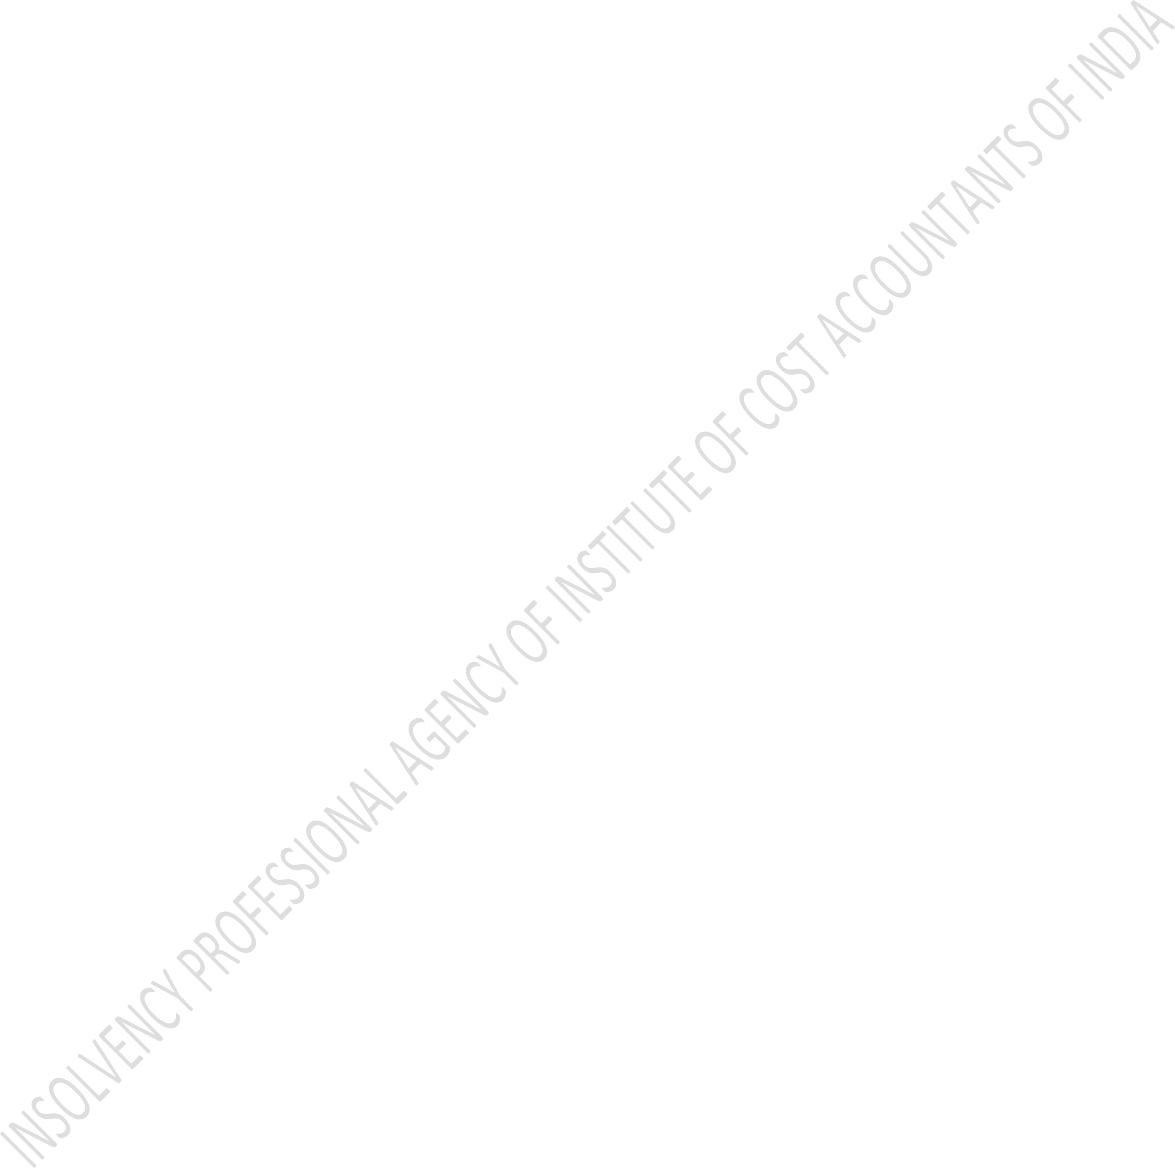 INSOLVENCY PROFESSIONAL AGENCY OF INSTITUTE OF COST ACCOUNTANTS OF INDIA